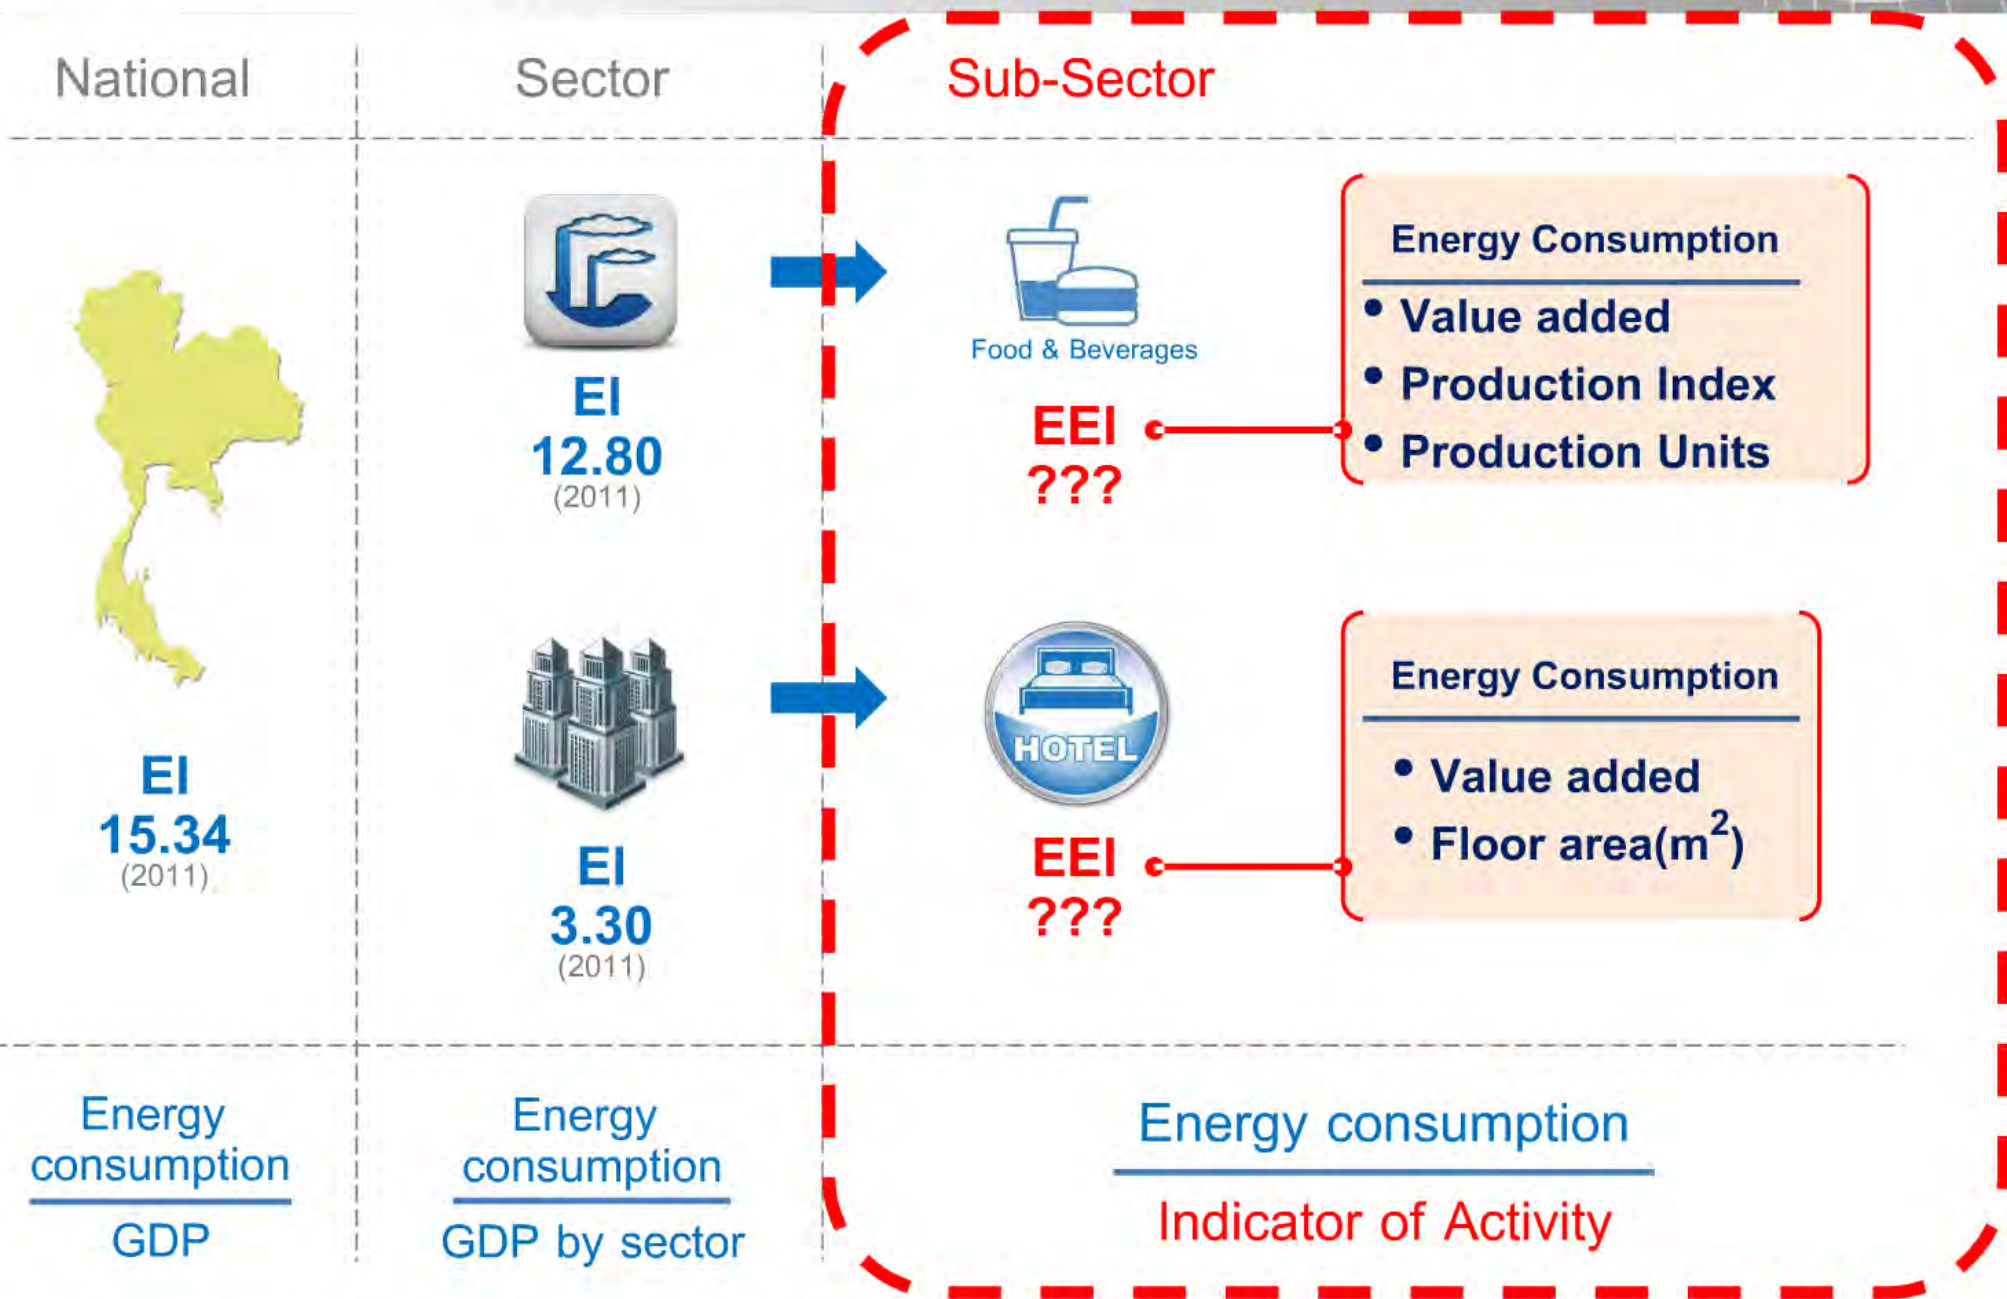 National
Sector
Sub-Sector
EI
15.34
(2011)
EI
12.80
(2011)
EI
3.30
(2011)
Food & Beverages
EEI
???
Energy Consumption
• Value added
• Production Index
• Production Units
HOTEL
EEI
???
Energy Consumption
• Value added
• Floor area(m²)
Energy
consumption
GDP
Energy
consumption
GDP by sector
Energy consumption
Indicator of Activity